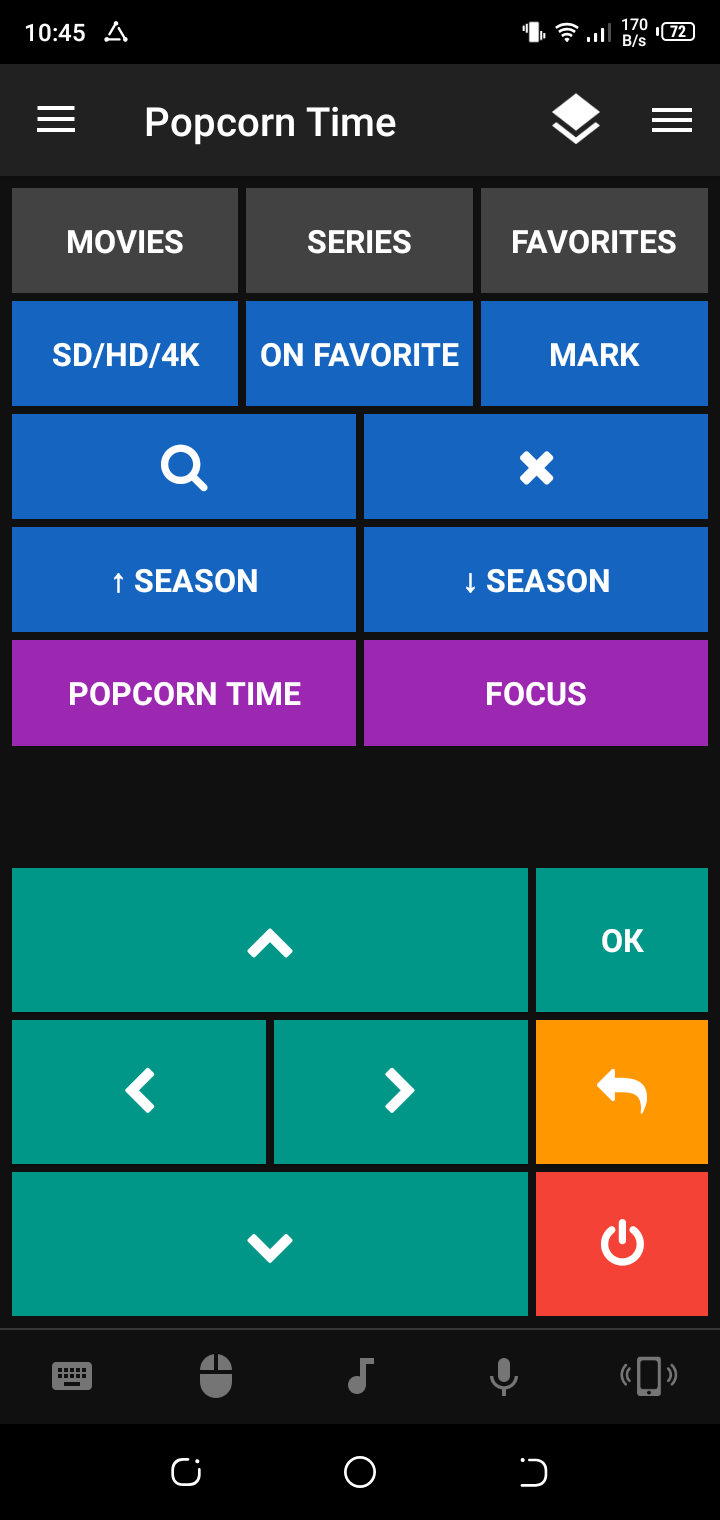 10:45
170
B/s
72
Popcorn Time
MOVIES
SERIES
FAVORITES
SD/HD/4K
ON FAVORITE
MARK
↑ SEASON
↓ SEASON
POPCORN TIME
FOCUS
OK